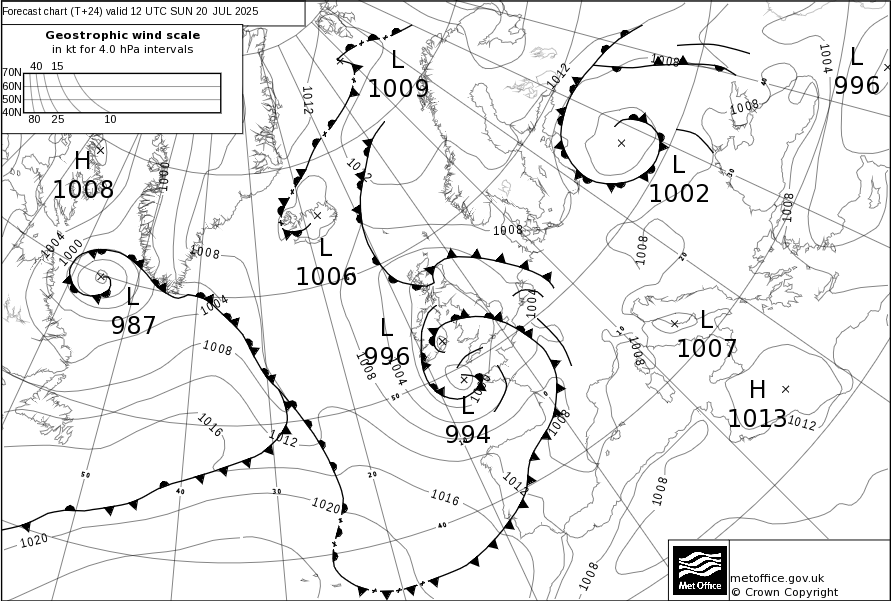 Forecast chart (T+24) valid 12 UTC SUN 20 JUL 2025
Geostrophic wind scale
in kt for 4.0 hPa intervals
40 15
70N
60N
50N
40N
80 25 10
L
1009
L
996
H
1008
L
1002
L
1006
L
987
L
996
L
1007
H
1013
L
994
1012
1012
1012
1008
1008
1004
1000
1004
1000
1008
1004
1008
1008
1008
1008
1004
1008
1008
1004
1016
1012
1008
1012
1012
1016
1020
1020
1008
1008
50
40
30
20
40
50
10
0
10
20
30
40
metoffice.gov.uk
© Crown Copyright
Met Office